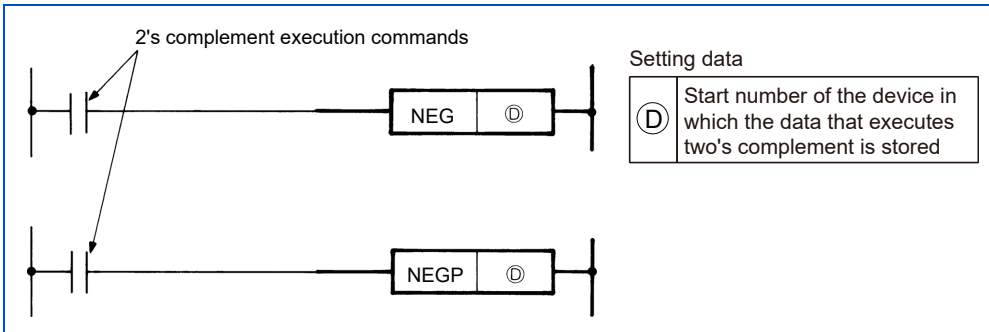 2's complement execution commands
NEG Ⓓ
Setting data
Ⓓ Start number of the device in
which the data that executes
two's complement is stored
NEGP Ⓓ